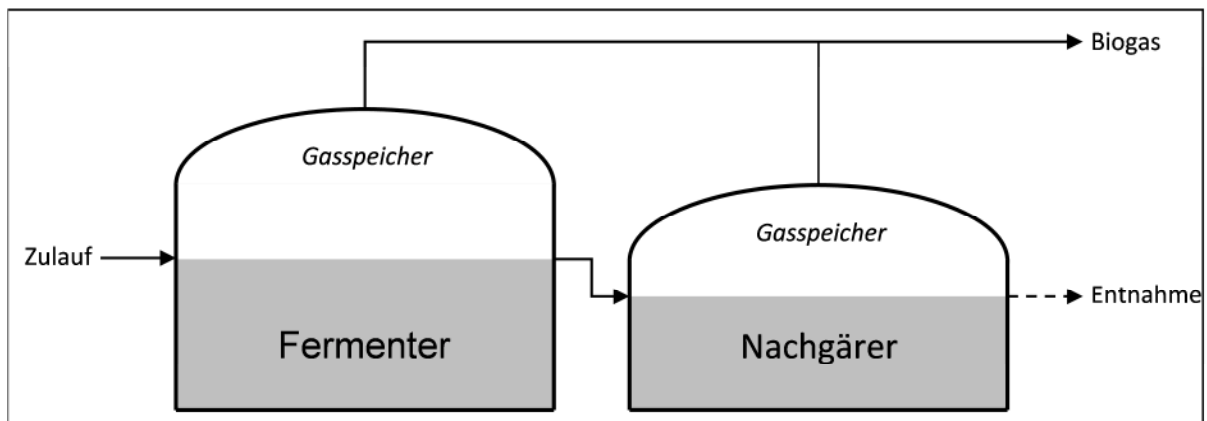 Biogas
Gasspeicher
Gasspeicher
Zulauf
Entnahme
Fermenter
Nachgärer